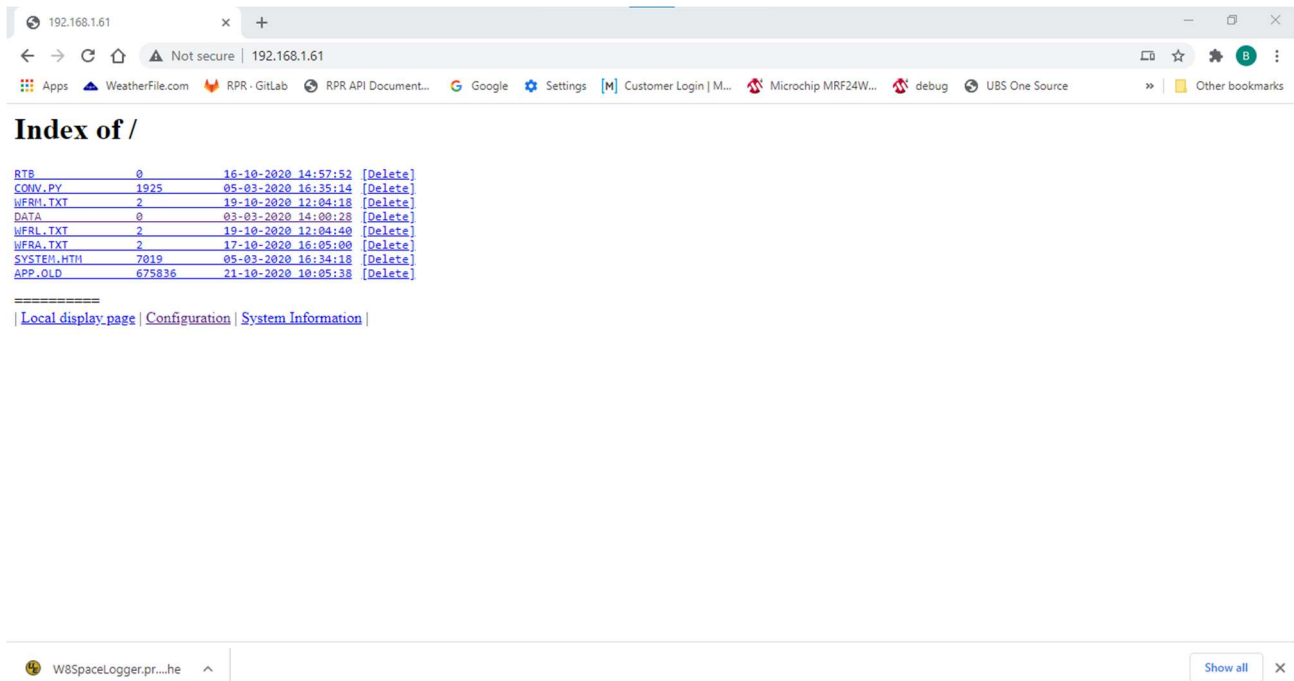 192.168.1.61
Not secure | 192.168.1.61
Apps WeatherFile.com RPR · GitLab RPR API Document... Google Settings [M] Customer Login | M... Microchip MRF24W... debug UBS One Source » Other bookmarks
Index of /
RTB 0 16-10-2020 14:57:52 [Delete]
CONV.PY 1925 05-03-2020 16:35:14 [Delete]
WFRM.TXT 2 19-10-2020 12:04:18 [Delete]
DATA 0 03-03-2020 14:00:28 [Delete]
WFRL.TXT 2 19-10-2020 12:04:40 [Delete]
WFRA.TXT 2 17-10-2020 16:05:00 [Delete]
SYSTEM.HTM 7019 05-03-2020 16:34:18 [Delete]
APP.OLD 675836 21-10-2020 10:05:38 [Delete]
==========
| Local display page | Configuration | System Information |
W8SpaceLogger.pr....he Show all